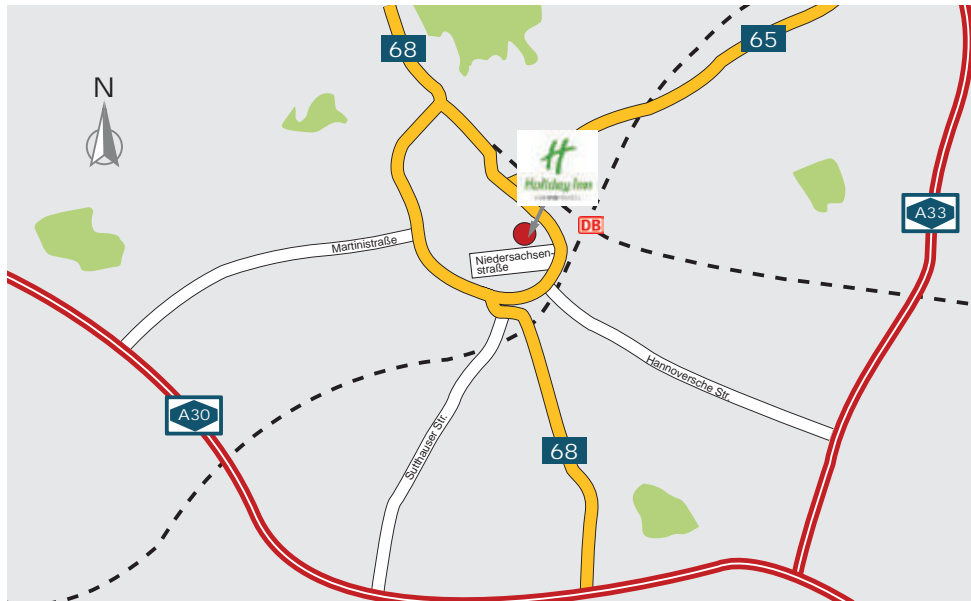 68
65
N
H
Holiday Inn
DB
A33
Martinistraße
Niedersachsen-
straße
Hannoversche Str.
A30
Sutthauser Str.
68